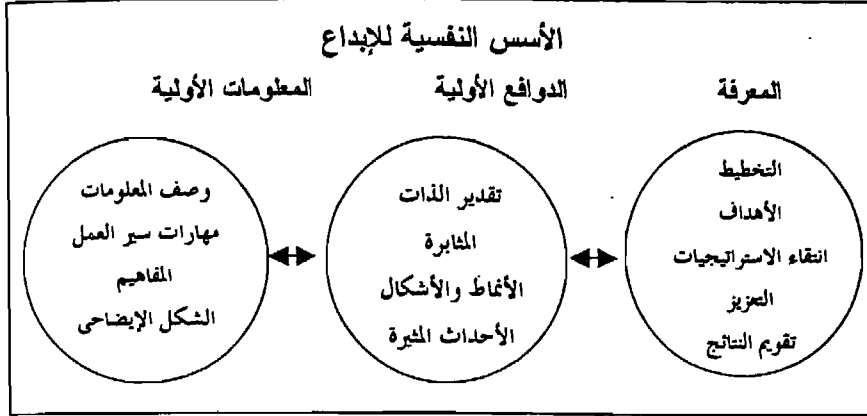 الأسس النفسية للإبداع
المعرفة
الدوافع الأولية
المعلومات الأولية
التخطيط
الأهداف
انتقاء الاستراتيجيات
التعزيز
تقويم النتائج
تقدير الذات
المثابرة
الأنماط والأشكال
الأحداث المثيرة
وصف المعلومات
مهارات سير العمل
المفاهيم
الشكل الإيضاحى